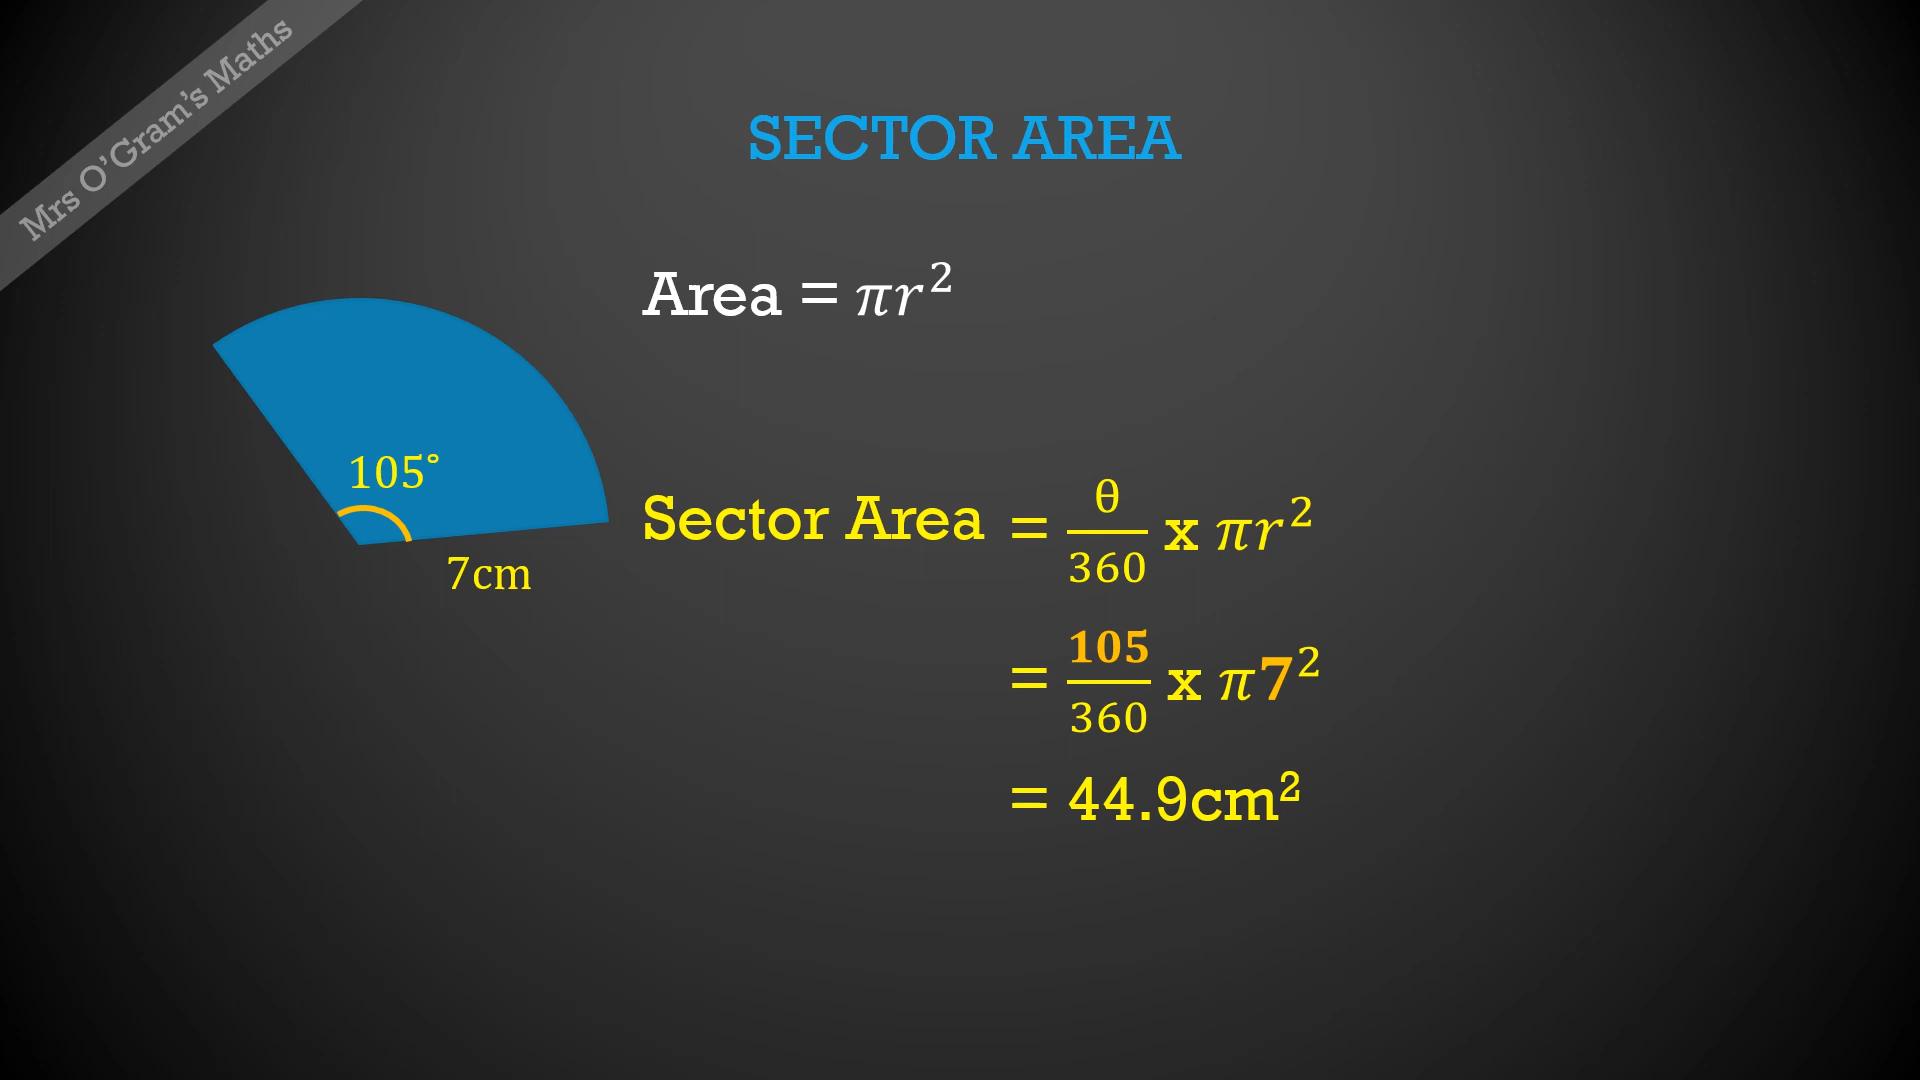 Mrs O'Gram's Maths
SECTOR AREA
Area = 𝜋𝑟²
105°
7cm
Sector Area = θ/360 x 𝜋𝑟²
= 105/360 x 𝜋7²
= 44.9cm²